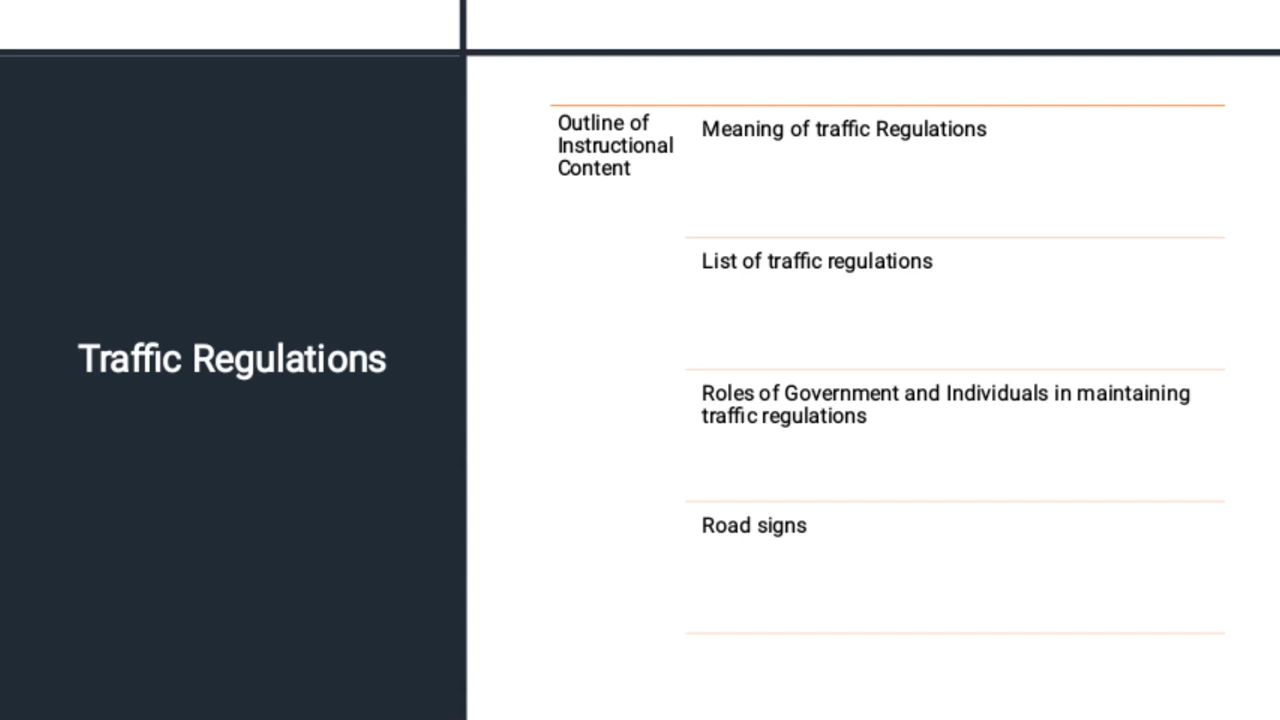 Traffic Regulations
Outline of
Instructional
Content
Meaning of traffic Regulations
List of traffic regulations
Roles of Government and Individuals in maintaining
traffic regulations
Road signs